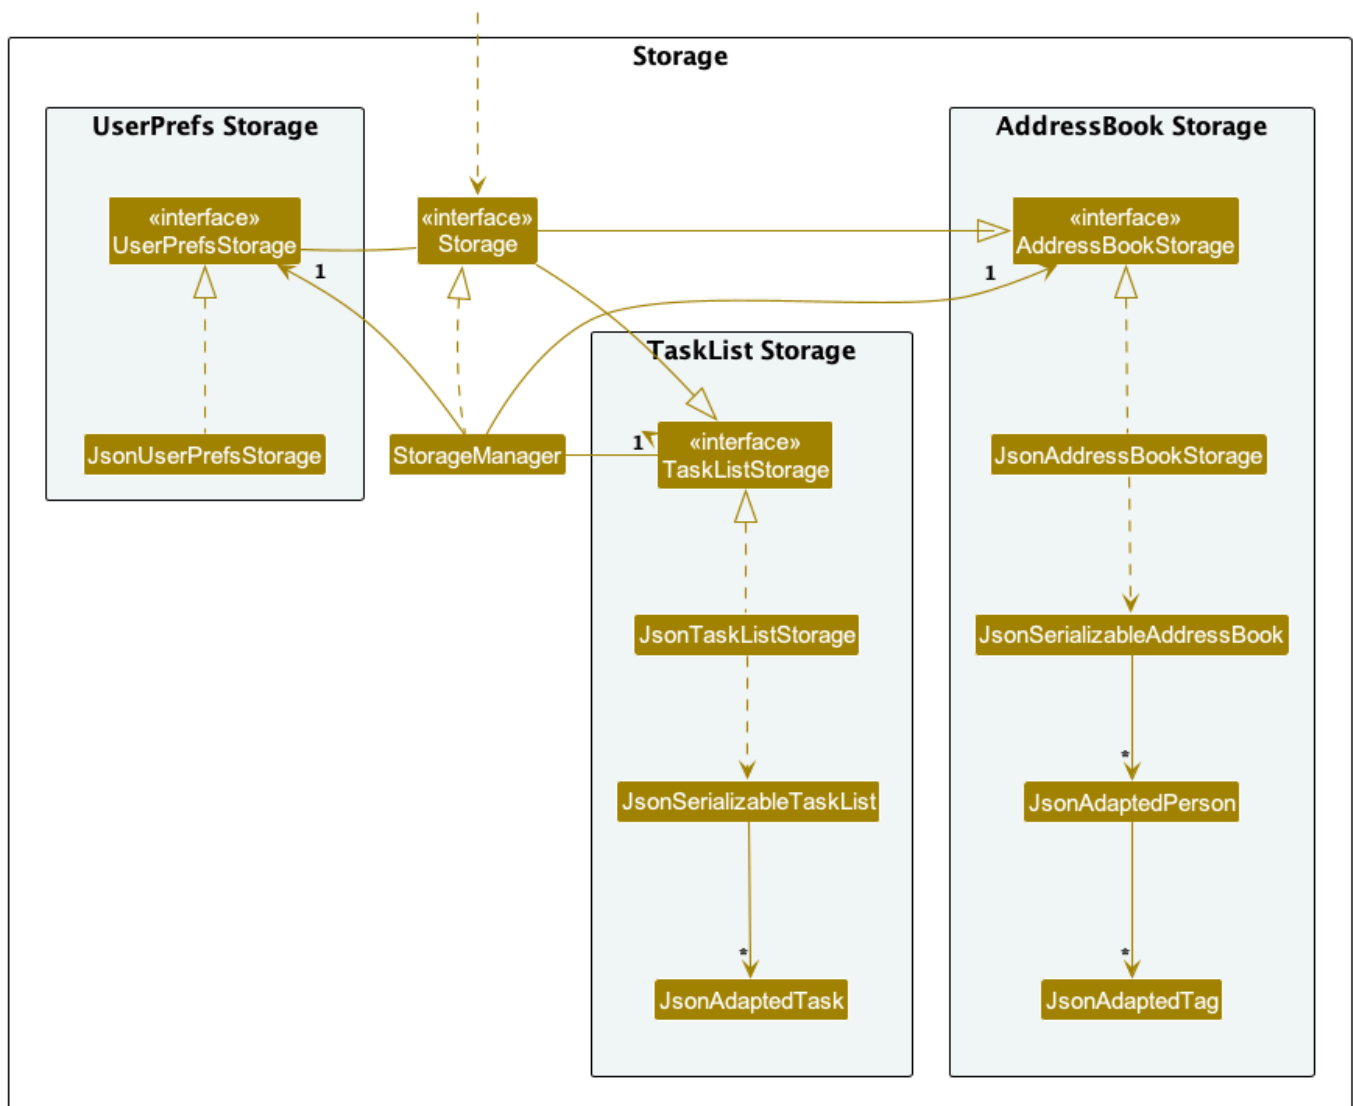 Storage
UserPrefs Storage
«interface»
UserPrefsStorage
1
JsonUserPrefsStorage
«interface»
Storage
StorageManager
TaskList Storage
1
«interface»
TaskListStorage
JsonTaskListStorage
JsonSerializableTaskList
*
JsonAdaptedTask
AddressBook Storage
«interface»
AddressBookStorage
1
JsonAddressBookStorage
JsonSerializableAddressBook
*
JsonAdaptedPerson
*
JsonAdaptedTag